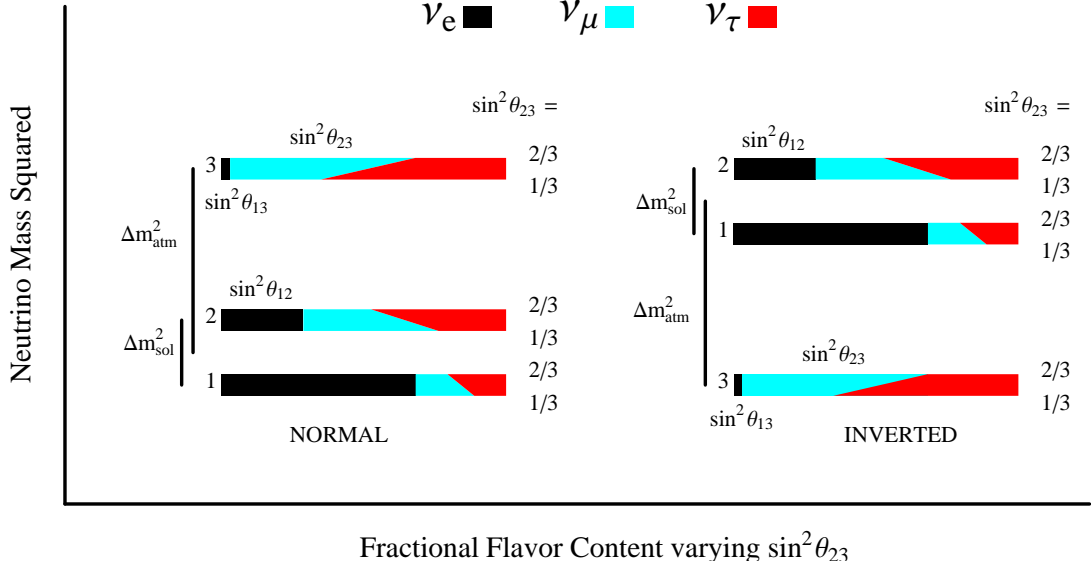 νe νμ ντ
Neutrino Mass Squared
sin²θ23 =
sin²θ23
3
2/3
1/3
sin²θ13
Δm²atm
sin²θ12
2
2/3
1/3
Δm²sol
1
2/3
1/3
NORMAL
sin²θ23 =
sin²θ12
2
2/3
1/3
Δm²sol
1
2/3
1/3
Δm²atm
sin²θ23
3
2/3
1/3
sin²θ13
INVERTED
Fractional Flavor Content varying sin²θ23